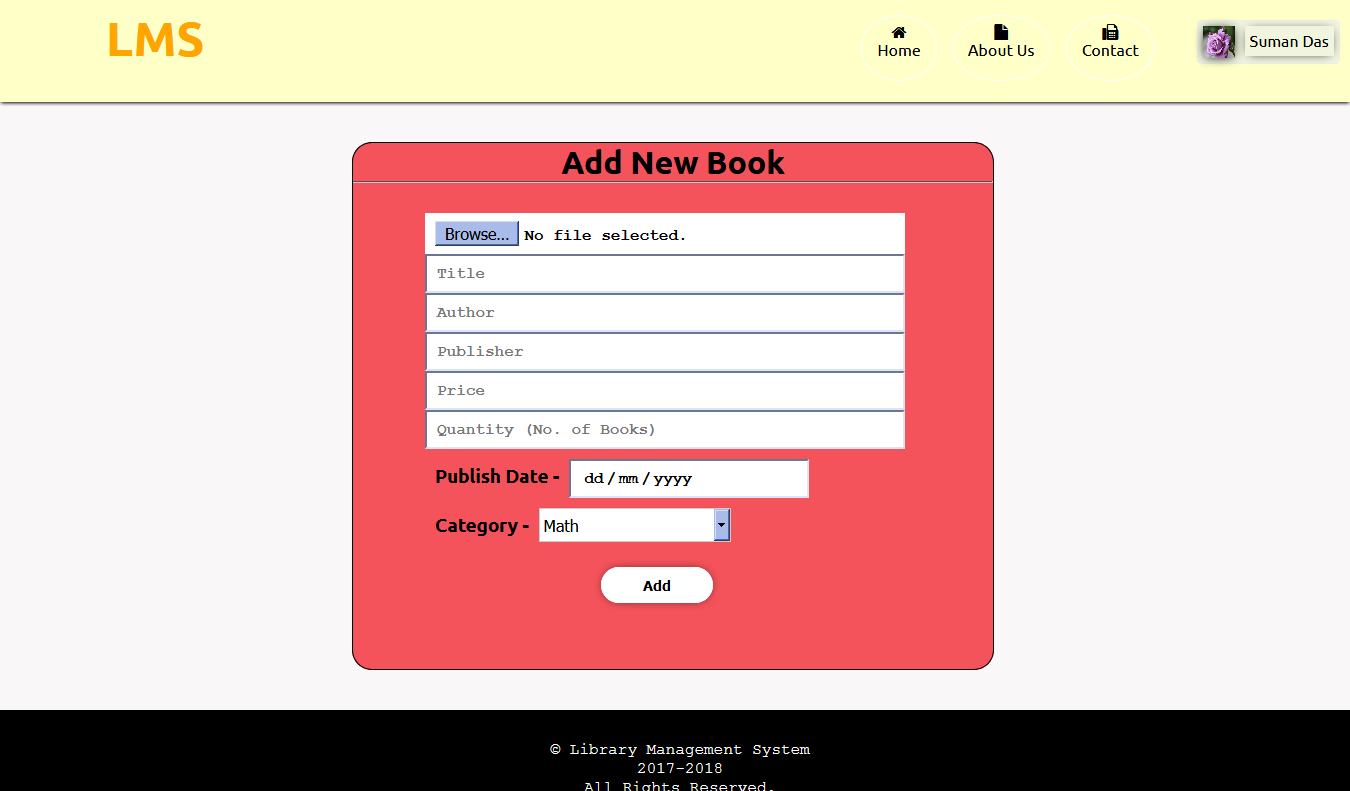 LMS
Home
About Us
Contact
Suman Das
Add New Book
Browse... No file selected.
Title
Author
Publisher
Price
Quantity (No. of Books)
Publish Date - dd/mm/yyyy
Category - Math
Add
© Library Management System
2017-2018
All Rights Reserved.